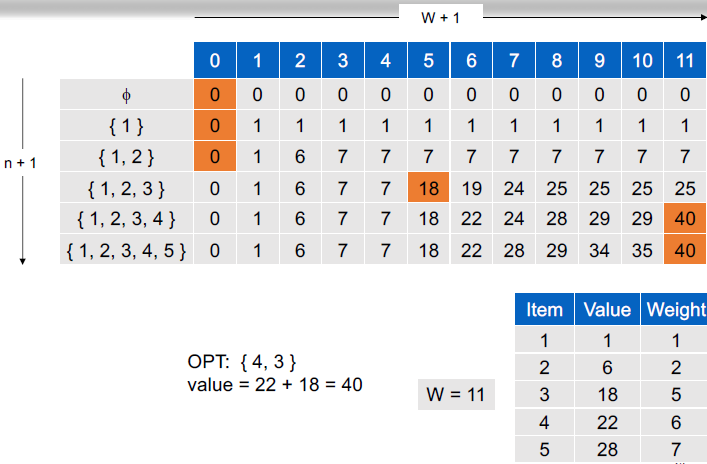 W + 1
0 1 2 3 4 5 6 7 8 9 10 11
ϕ 0 0 0 0 0 0 0 0 0 0 0 0
{ 1 } 0 1 1 1 1 1 1 1 1 1 1 1
n + 1
{ 1, 2 } 0 1 6 7 7 7 7 7 7 7 7 7
{ 1, 2, 3 } 0 1 6 7 7 18 19 24 25 25 25 25
{ 1, 2, 3, 4 } 0 1 6 7 7 18 22 24 28 29 29 40
{ 1, 2, 3, 4, 5 } 0 1 6 7 7 18 22 28 29 34 35 40
OPT: { 4, 3 }
value = 22 + 18 = 40
W = 11
Item Value Weight
1 1 1
2 6 2
3 18 5
4 22 6
5 28 7